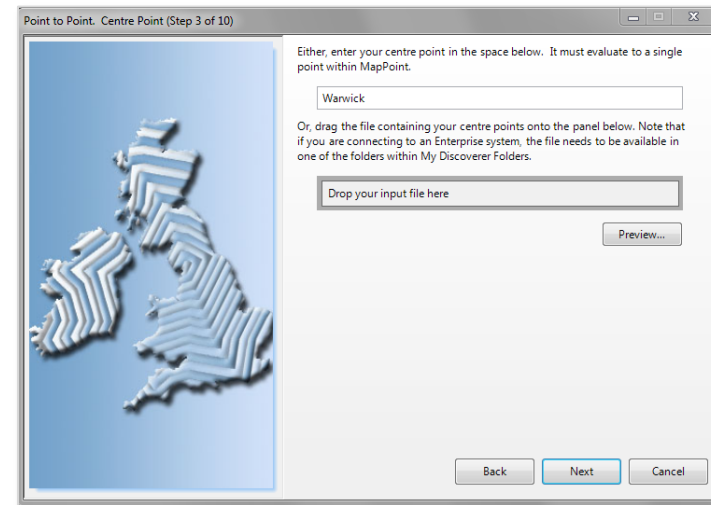 Point to Point. Centre Point (Step 3 of 10)
Either, enter your centre point in the space below. It must evaluate to a single
point within MapPoint.
Warwick
Or, drag the file containing your centre points onto the panel below. Note that
if you are connecting to an Enterprise system, the file needs to be available in
one of the folders within My Discoverer Folders.
Drop your input file here
Preview...
Back Next Cancel